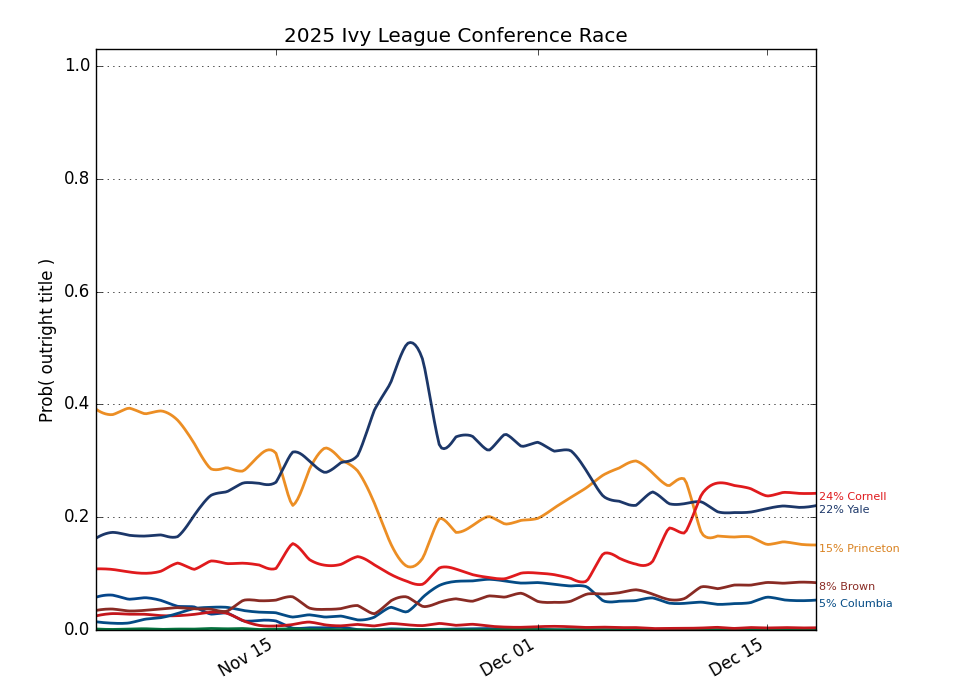 2025 Ivy League Conference Race
Prob( outright title )
1.0
0.8
0.6
0.4
0.2
0.0
24% Cornell
22% Yale
15% Princeton
8% Brown
5% Columbia
Nov 15
Dec 01
Dec 15